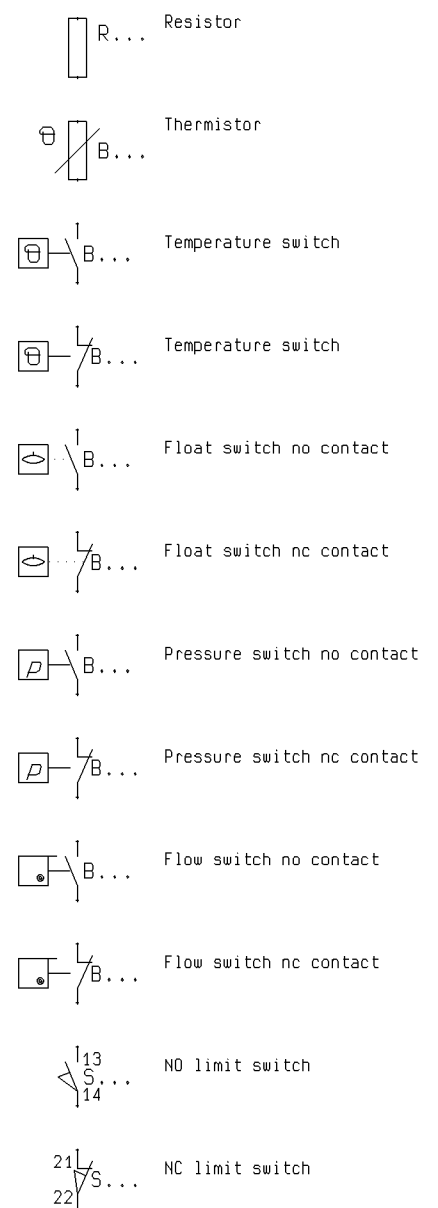 R... Resistor
B... Thermistor
B... Temperature switch
B... Temperature switch
B... Float switch no contact
B... Float switch nc contact
p B... Pressure switch no contact
p B... Pressure switch nc contact
B... Flow switch no contact
B... Flow switch nc contact
13
S... NO limit switch
14
21
S... NC limit switch
22